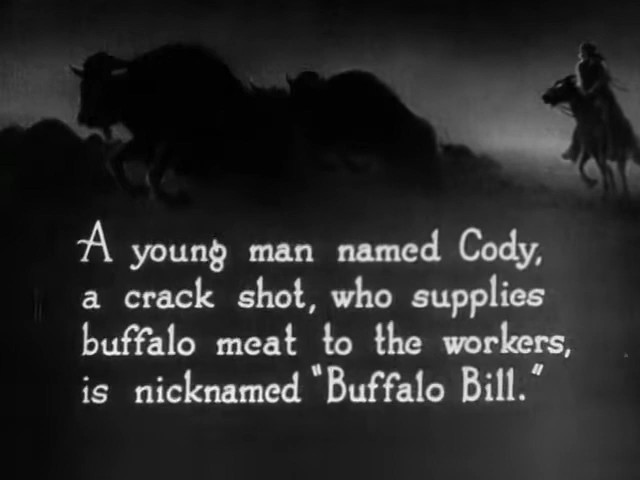 A young man named Cody,
a crack shot, who supplies
buffalo meat to the workers,
is nicknamed "Buffalo Bill."